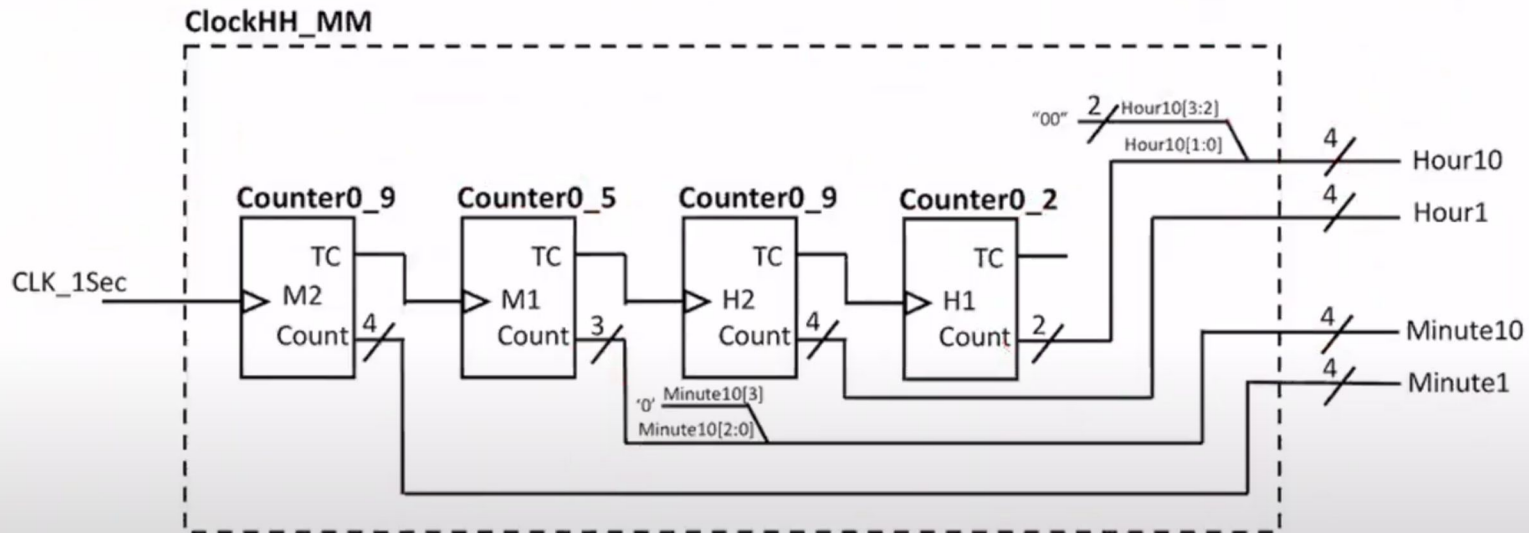 ClockHH_MM
"00" 2 Hour10[3:2]
Hour10[1:0]
4 Hour10
4 Hour1
Counter0_9 Counter0_5 Counter0_9 Counter0_2
TC TC TC TC
CLK_1Sec
M2 M1 H2 H1
Count 4 Count 3 Count 4 Count 2
4 Minute10
4 Minute1
'0' Minute10[3]
Minute10[2:0]